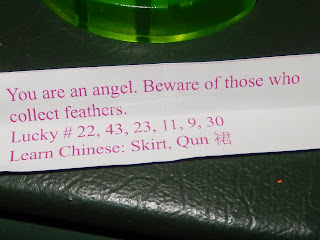 You are an angel. Beware of those who
collect feathers.
Lucky # 22, 43, 23, 11, 9, 30
Learn Chinese: Skirt, Qun 裙